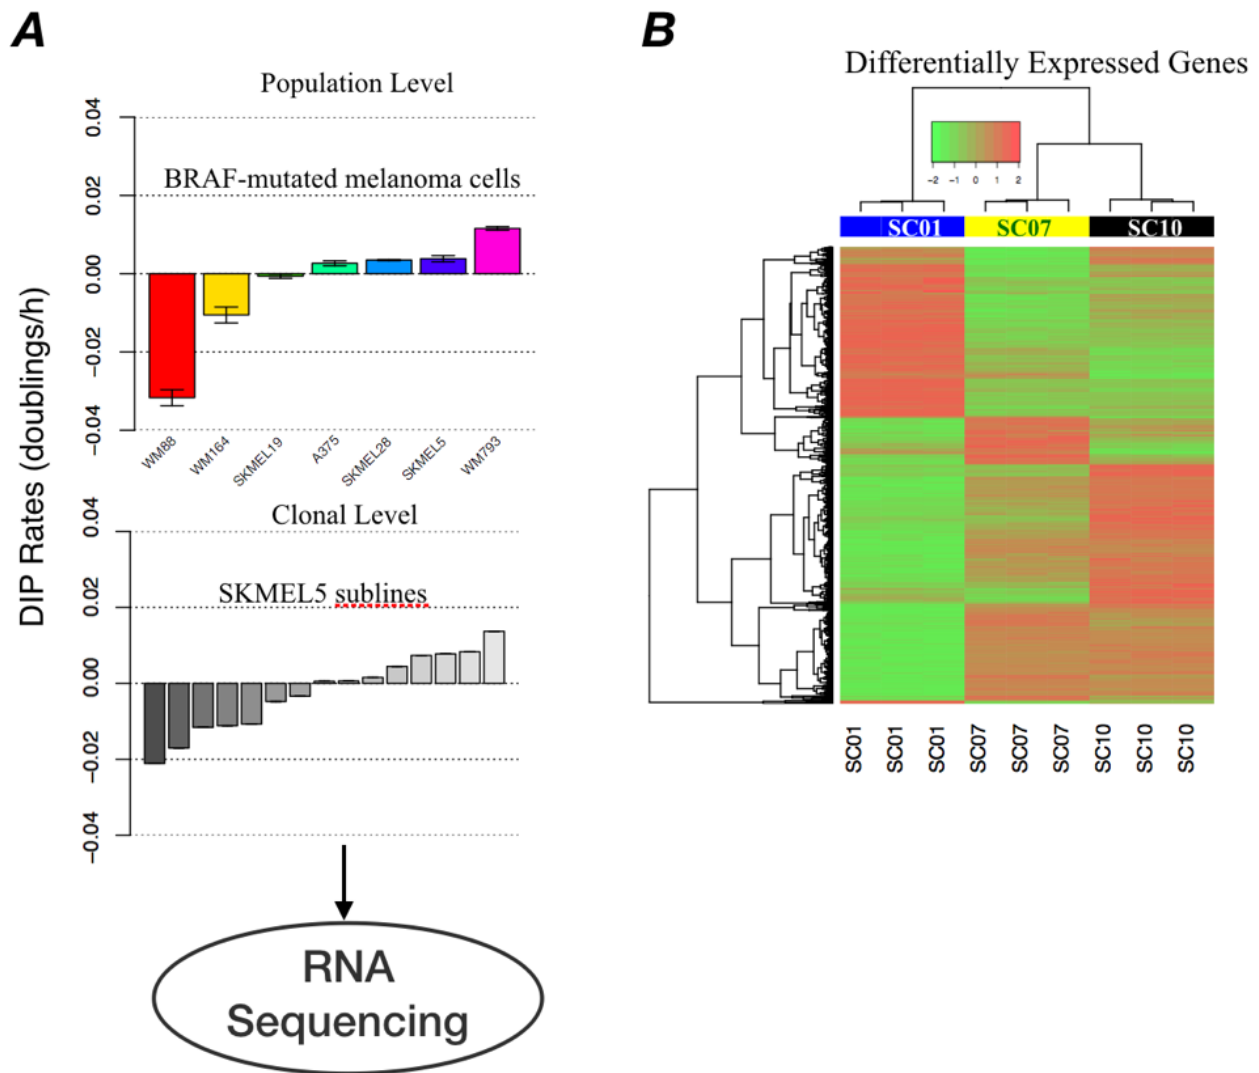 A
Population Level
BRAF-mutated melanoma cells
DIP Rates (doublings/h)
0.04
0.02
0.00
−0.02
−0.04
WM88
WM164
SKMEL19
A375
SKMEL28
SKMEL5
WM793
Clonal Level
SKMEL5 sublines
0.04
0.02
0.00
−0.02
−0.04
RNA
Sequencing
B
Differentially Expressed Genes
−2 −1 0 1 2
SC01 SC07 SC10
SC01 SC01 SC01 SC07 SC07 SC07 SC10 SC10 SC10